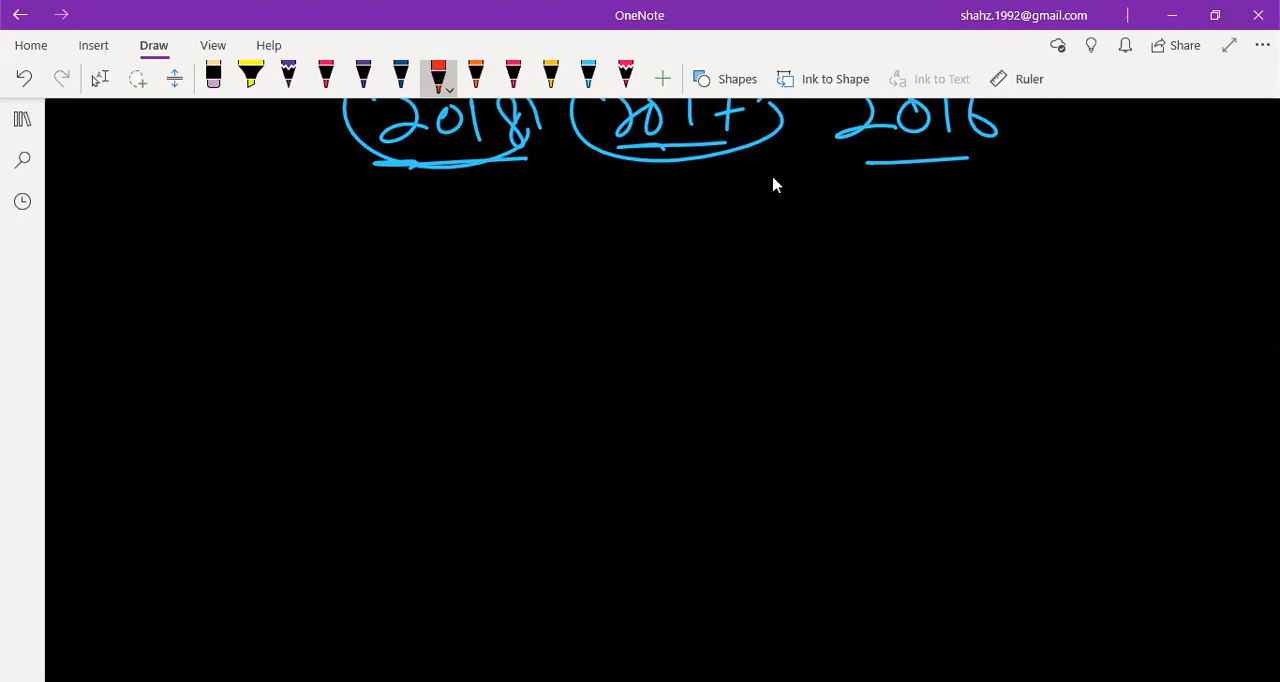 OneNote
shahz.1992@gmail.com
Home Insert Draw View Help
Share
Shapes Ink to Shape Ink to Text Ruler
2018 2017 2016